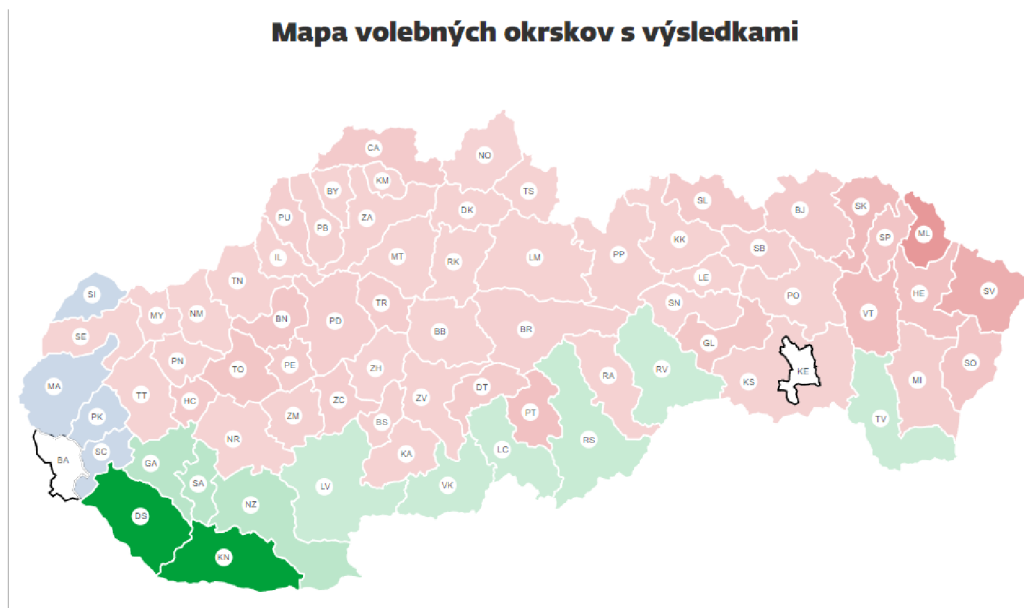 Mapa volebných okrskov s výsledkami
CA
NO
KM
BY
TS
SL
SK
DK
BJ
PU
ZA
PB
ML
SP
KK
SB
MT
PP
IL
LM
RK
LE
TN
PO
HE
SV
SI
TR
SN
MY
NM
VT
BN
PD
BB
BR
SE
GL
PN
PE
ZH
RV
TO
KE
SO
RA
KS
MI
MA
DT
TT
HC
ZC
ZV
PT
PK
ZM
BS
TV
NR
RS
SC
LC
KA
BA
GA
SA
LV
VK
NZ
DS
KN